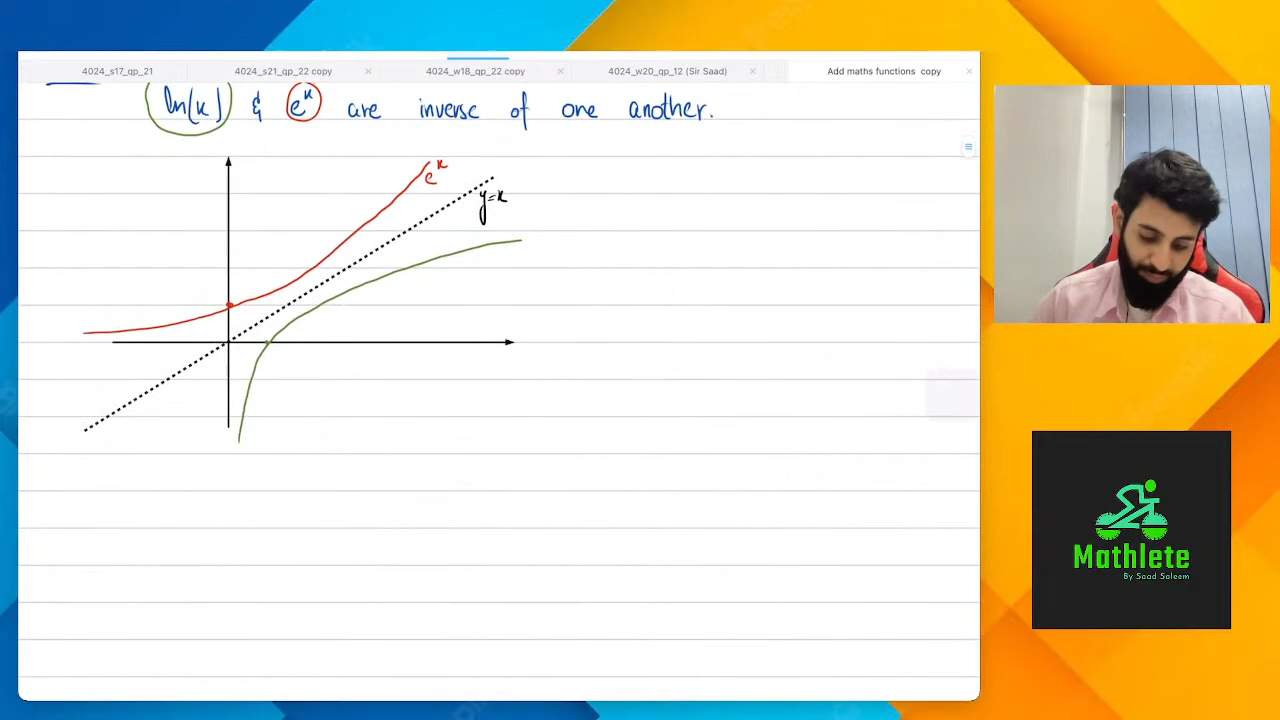 4024_s17_qp_21
4024_s21_qp_22 copy
4024_w18_qp_22 copy
4024_w20_qp_12 (Sir Saad)
Add maths functions copy
ln(x) & eˣ are inverse of one another.
eˣ
y=x
Mathlete
By Saad Saleem